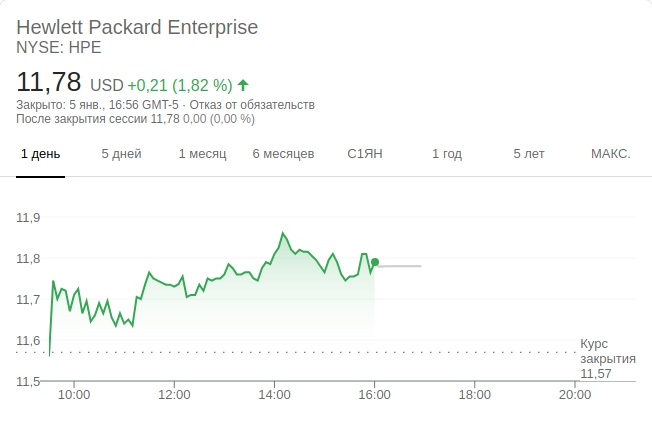 Hewlett Packard Enterprise
NYSE: HPE
11,78 USD +0,21 (1,82 %) ↑
Закрыто: 5 янв., 16:56 GMT-5 · Отказ от обязательств
После закрытия сессии 11,78 0,00 (0,00 %)
1 день 5 дней 1 месяц 6 месяцев С1ЯН 1 год 5 лет МАКС.
11,9
11,8
11,7
11,6
11,5
Курс
закрытия
11,57
10:00 12:00 14:00 16:00 18:00 20:00